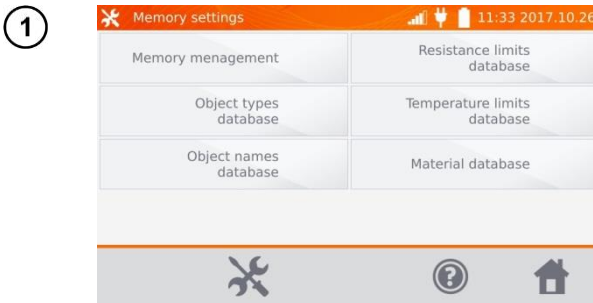 1
Memory settings
11:33 2017.10.26
Memory menagement
Resistance limits
database
Object types
database
Temperature limits
database
Object names
database
Material database
?